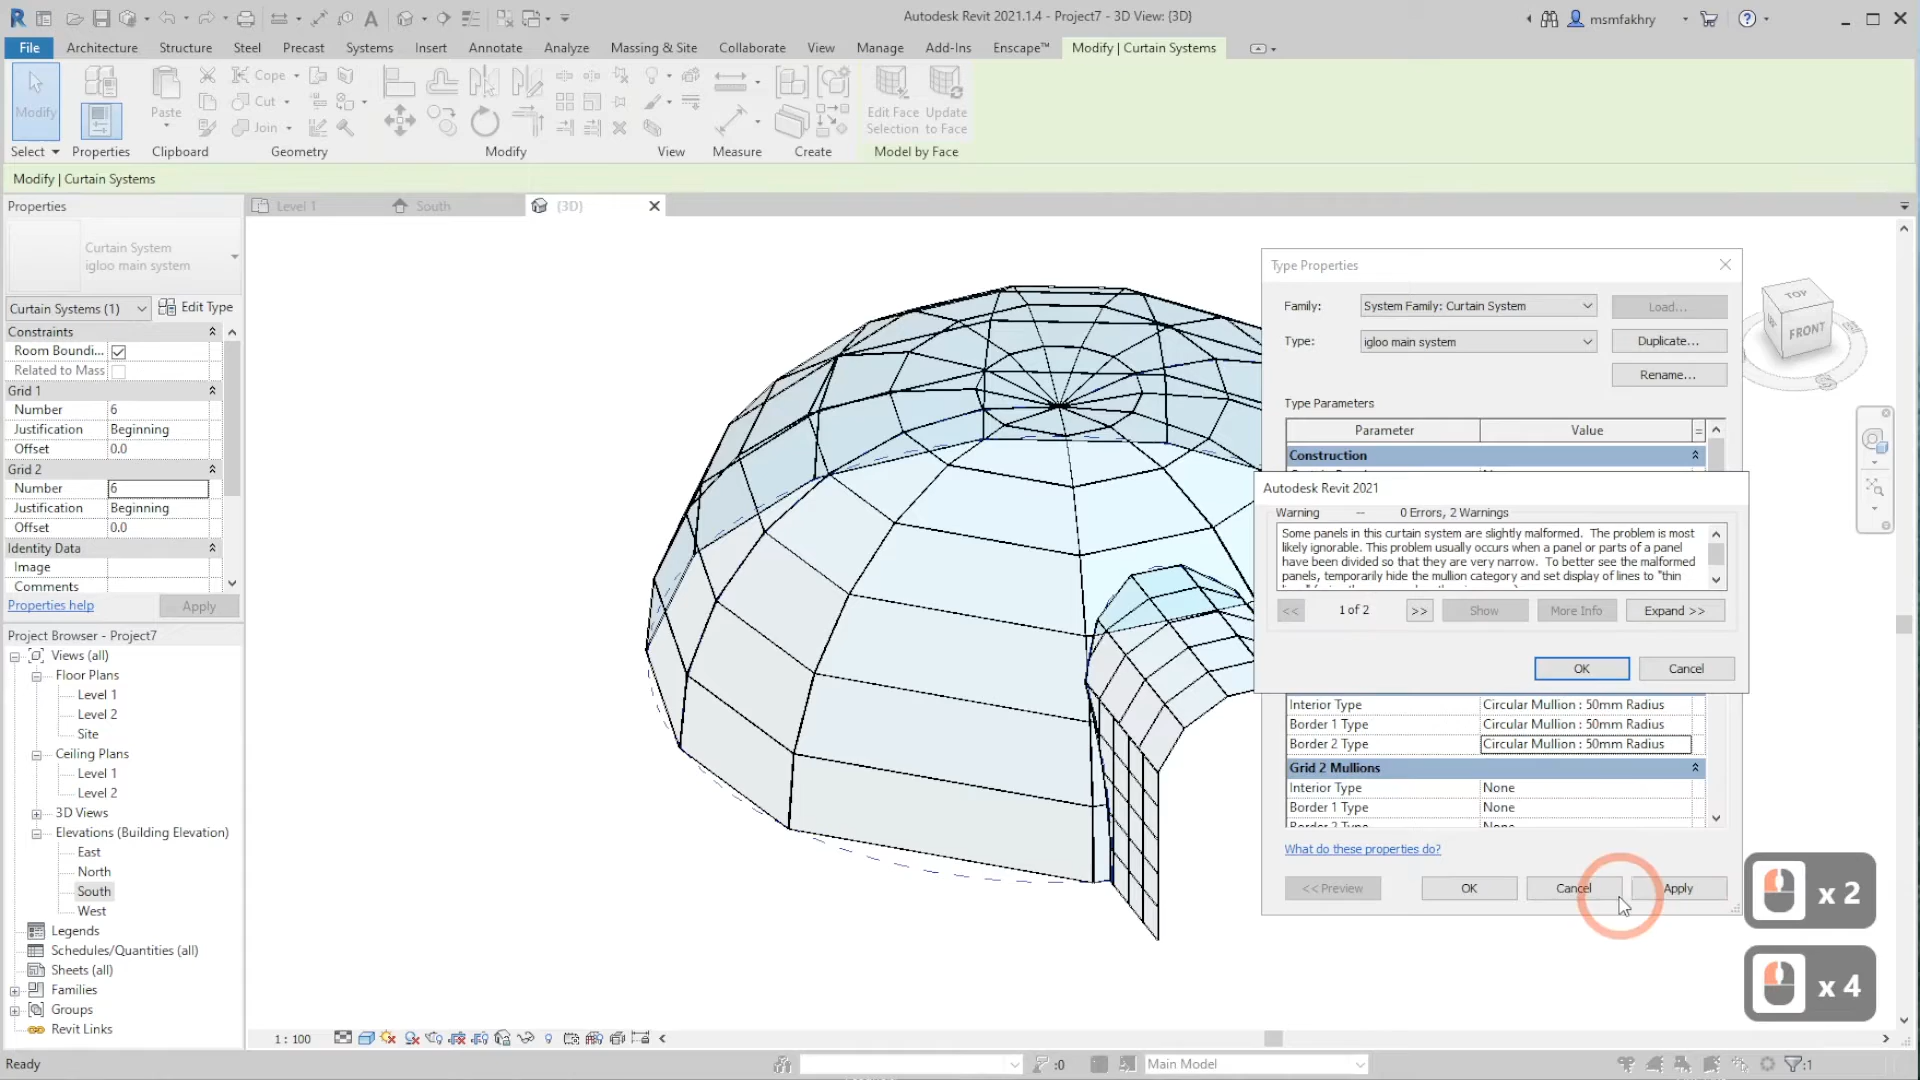 Autodesk Revit 2021.1.4 - Project7 - 3D View: {3D}
msmfakhry
File Architecture Structure Steel Precast Systems Insert Annotate Analyze Massing & Site Collaborate View Manage Add-Ins Enscape™ Modify | Curtain Systems
Modify
Paste
Cope
Cut
Join
Edit Face Selection
Update to Face
Select Properties Clipboard Geometry Modify View Measure Create Model by Face
Modify | Curtain Systems
Properties
Level 1
South
{3D}
Curtain System
igloo main system
Curtain Systems (1)
Edit Type
Constraints
Room Boundi...
Related to Mass
Grid 1
Number 6
Justification Beginning
Offset 0.0
Grid 2
Number 6
Justification Beginning
Offset 0.0
Identity Data
Image
Comments
Properties help
Apply
Project Browser - Project7
Views (all)
Floor Plans
Level 1
Level 2
Site
Ceiling Plans
Level 1
Level 2
3D Views
Elevations (Building Elevation)
East
North
South
West
Legends
Schedules/Quantities (all)
Sheets (all)
Families
Groups
Revit Links
Type Properties
Family: System Family: Curtain System Load...
Type: igloo main system Duplicate...
Rename...
Type Parameters
Parameter Value =
Construction
Autodesk Revit 2021
Warning -- 0 Errors, 2 Warnings
Some panels in this curtain system are slightly malformed. The problem is most
likely ignorable. This problem usually occurs when a panel or parts of a panel
have been divided so that they are very narrow. To better see the malformed
panels, temporarily hide the mullion category and set display of lines to "thin
<< 1 of 2 >> Show More Info Expand >>
OK Cancel
Interior Type Circular Mullion : 50mm Radius
Border 1 Type Circular Mullion : 50mm Radius
Border 2 Type Circular Mullion : 50mm Radius
Grid 2 Mullions
Interior Type None
Border 1 Type None
Border 2 Type None
What do these properties do?
<< Preview OK Cancel Apply
TOP
FRONT
x 2
x 4
1 : 100
Ready
:0
Main Model
:1